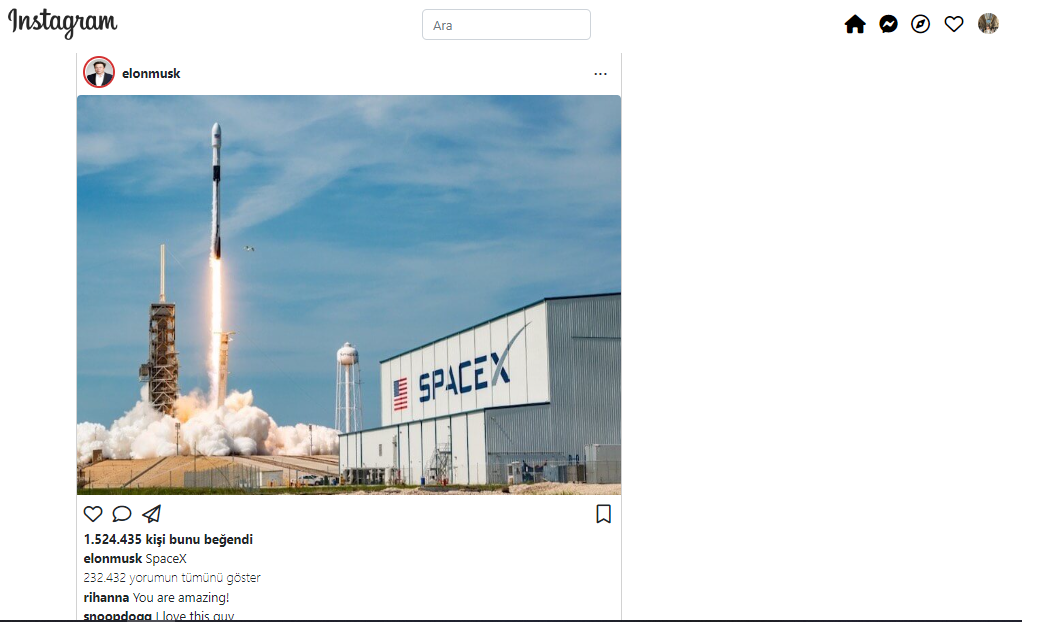 Instagram
Ara
elonmusk
SPACEX
1.524.435 kişi bunu beğendi
elonmusk SpaceX
232.432 yorumun tümünü göster
rihanna You are amazing!
snoopdogg I love this guy